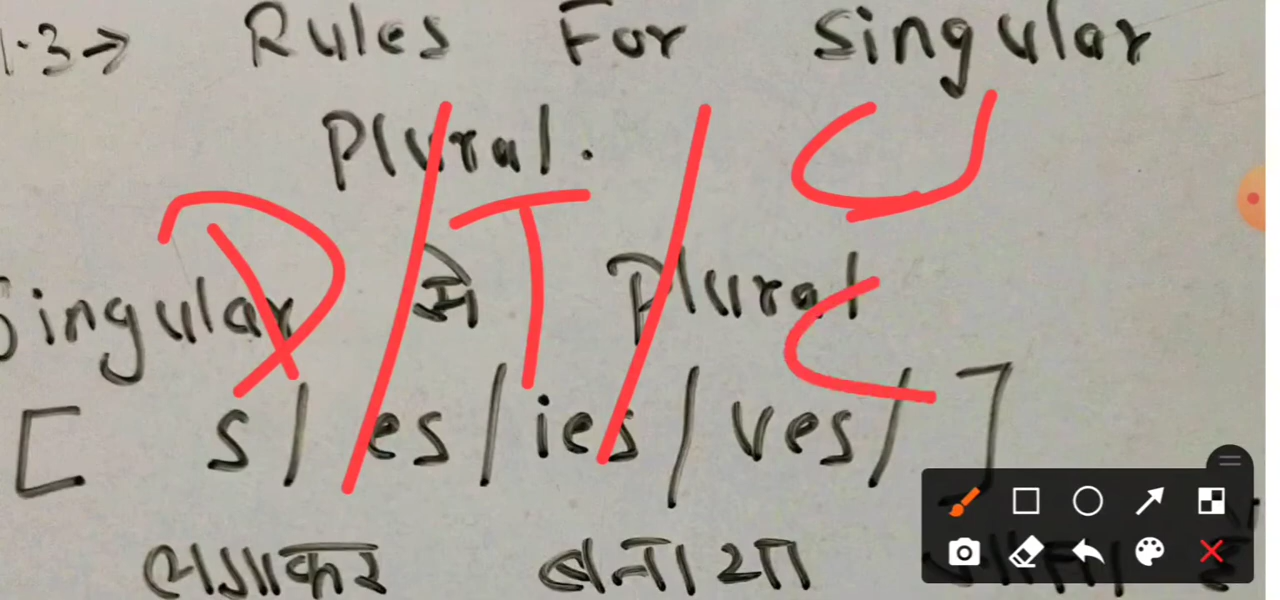 1.3→ Rules For Singular
Plural.
Singular से Plural
[ s/es/ies/ves/ ]
लगाकर बनाया